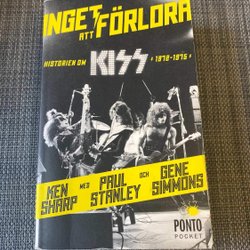 INGET ATT FÖRLORA
HISTORIEN OM KISS (1972-1975)
KEN SHARP MED PAUL STANLEY OCH GENE SIMMONS
PONTO
POCKET